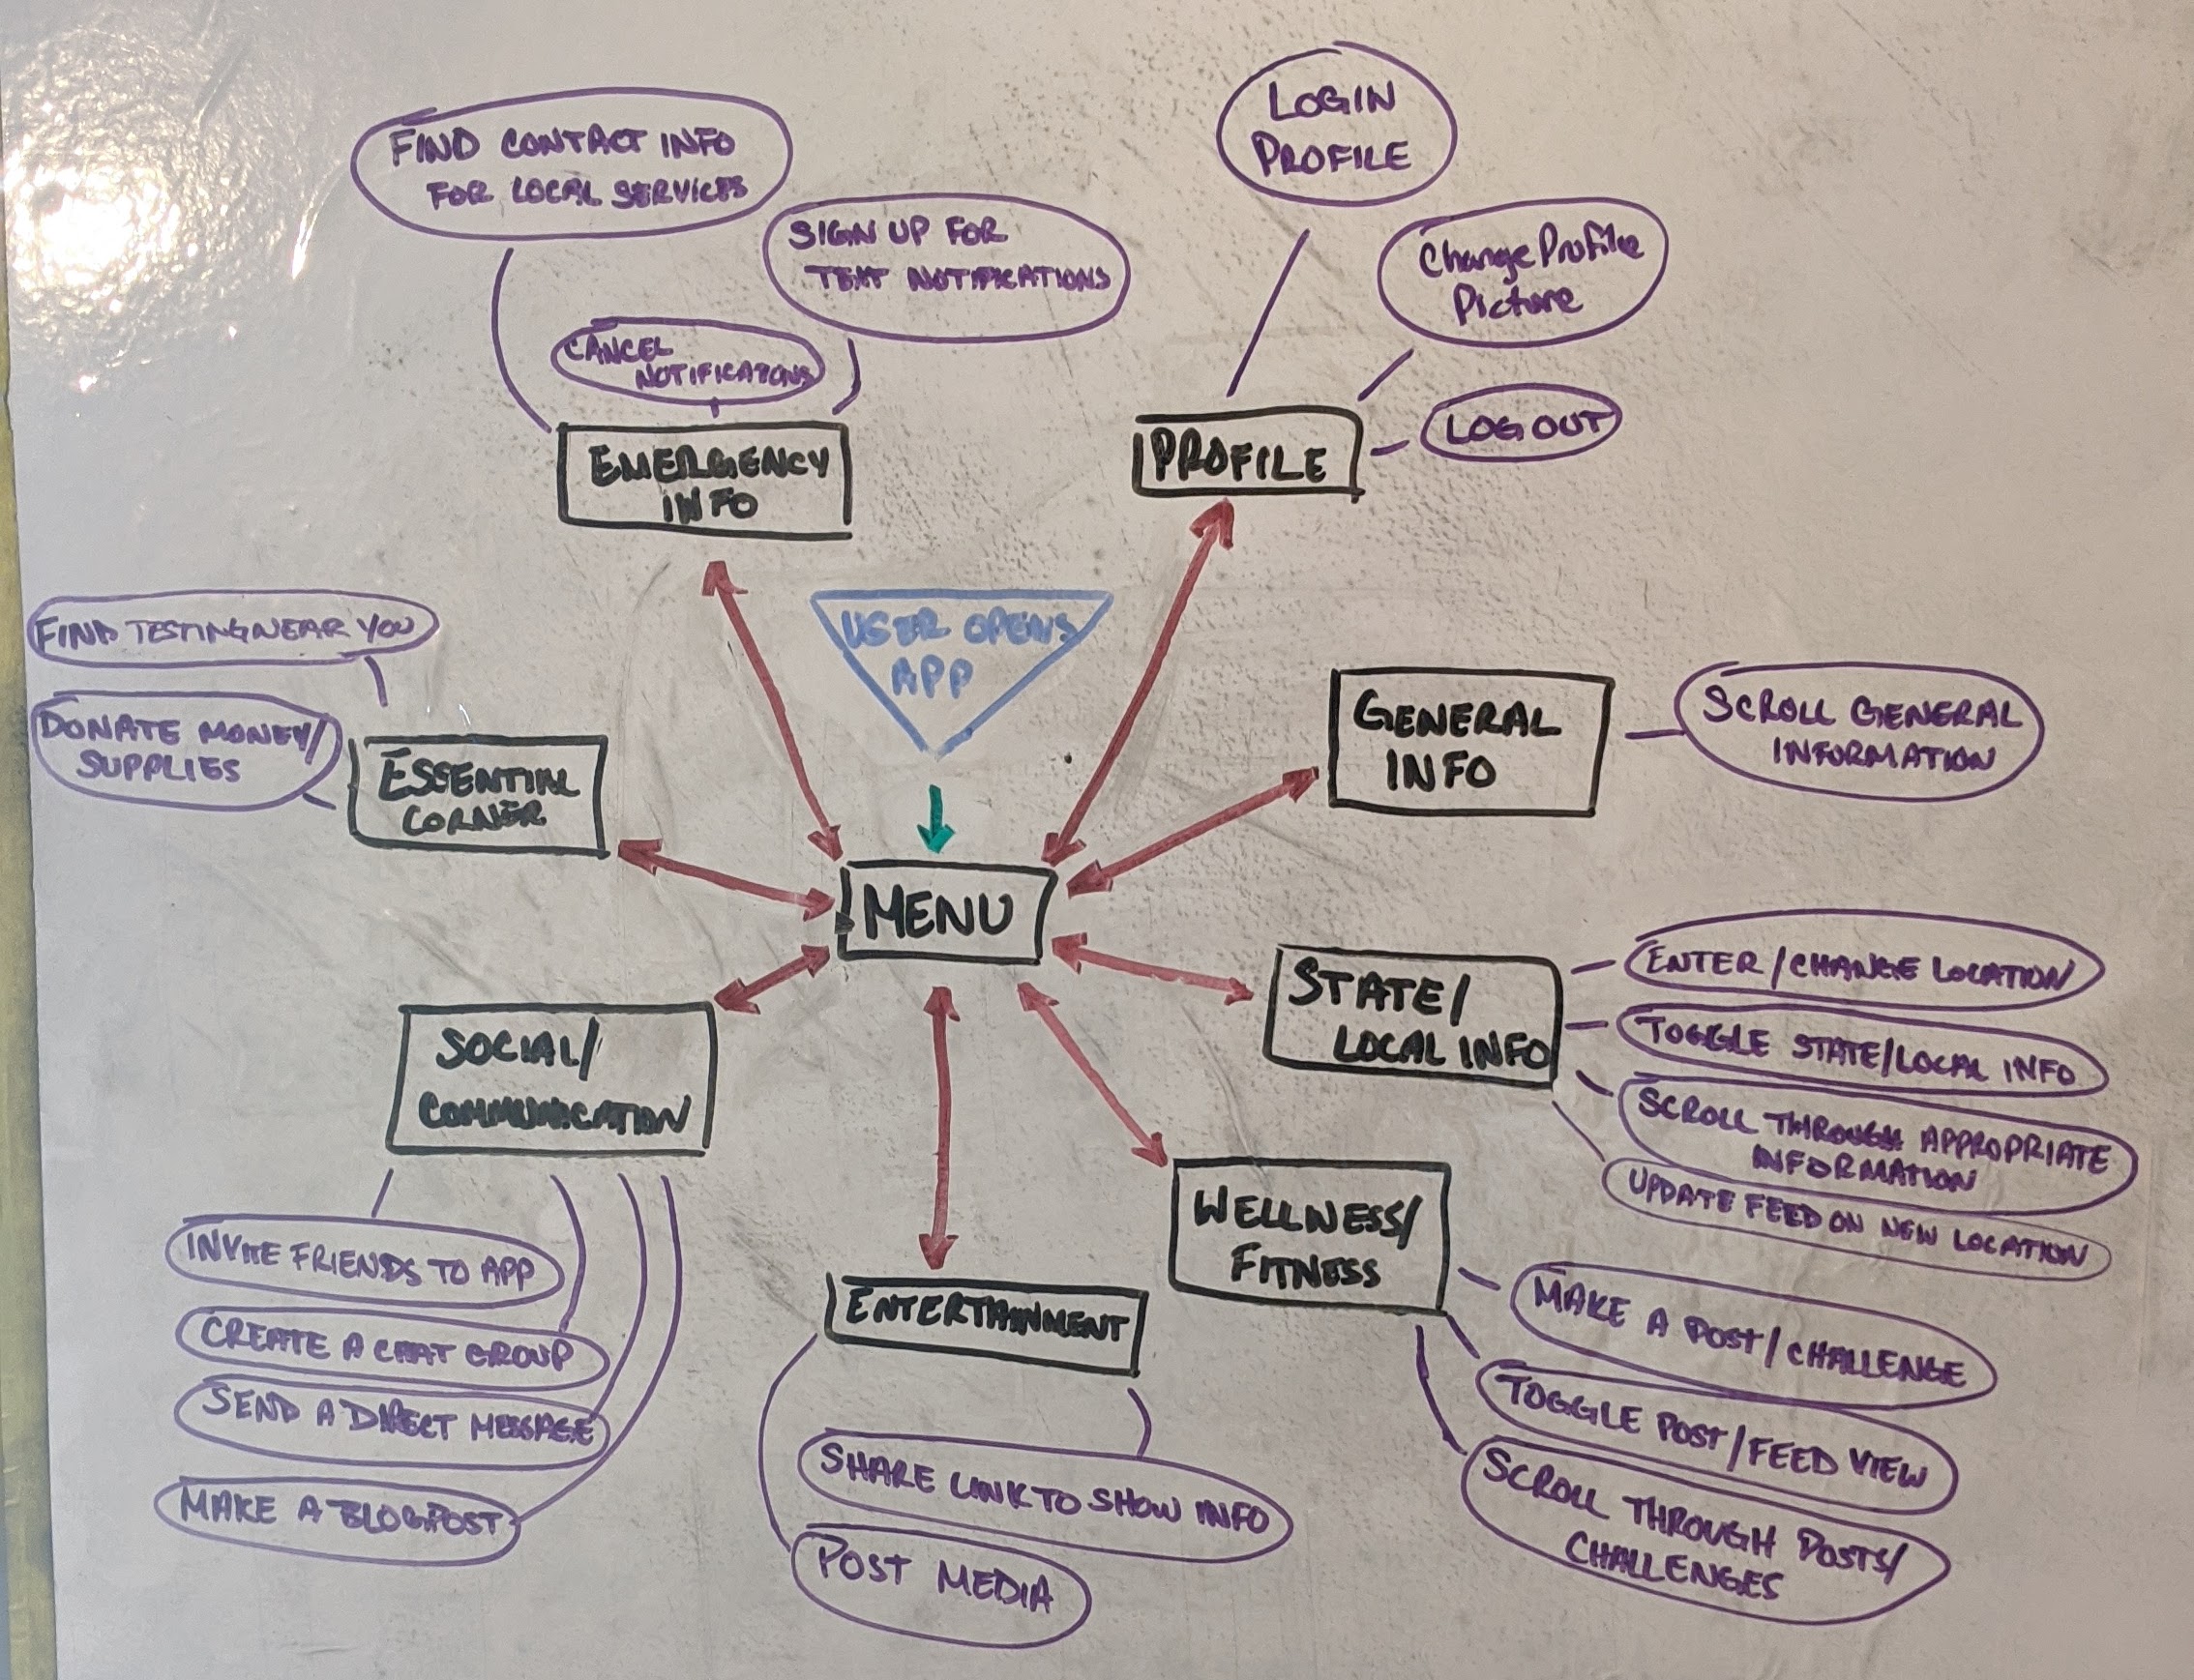 FIND CONTACT INFO
FOR LOCAL SERVICES
SIGN UP FOR
TEXT NOTIFICATIONS
CANCEL
NOTIFICATIONS
EMERGENCY
INFO
LOGIN
PROFILE
Change Profile
Picture
LOG OUT
PROFILE
USER OPENS
APP
FIND TESTING NEAR YOU
DONATE MONEY/
SUPPLIES
ESSENTIAL
CORNER
GENERAL
INFO
SCROLL GENERAL
INFORMATION
MENU
STATE/
LOCAL INFO
ENTER/CHANGE LOCATION
TOGGLE STATE/LOCAL INFO
SCROLL THROUGH APPROPRIATE
INFORMATION
UPDATE FEED ON NEW LOCATION
SOCIAL/
COMMUNICATION
INVITE FRIENDS TO APP
CREATE A CHAT GROUP
SEND A DIRECT MESSAGE
MAKE A BLOGPOST
ENTERTAINMENT
SHARE LINK TO SHOW INFO
POST MEDIA
WELLNESS/
FITNESS
MAKE A POST/CHALLENGE
TOGGLE POST/FEED VIEW
SCROLL THROUGH POSTS/
CHALLENGES